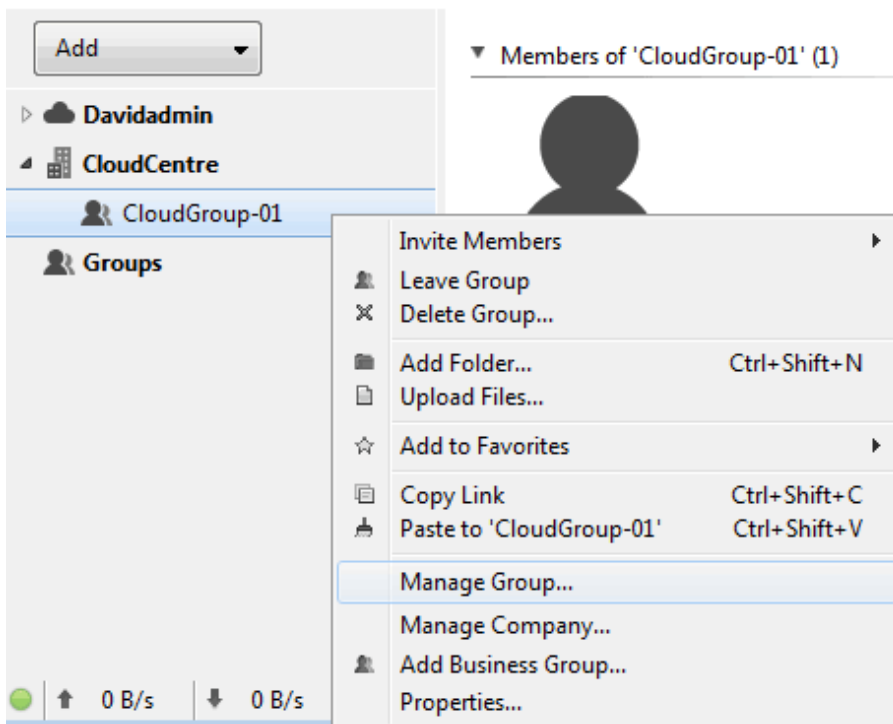 Add
Members of 'CloudGroup-01' (1)
Davidadmin
CloudCentre
CloudGroup-01
Groups
Invite Members
Leave Group
Delete Group...
Add Folder... Ctrl+Shift+N
Upload Files...
Add to Favorites
Copy Link Ctrl+Shift+C
Paste to 'CloudGroup-01' Ctrl+Shift+V
Manage Group...
Manage Company...
Add Business Group...
Properties...
0 B/s 0 B/s